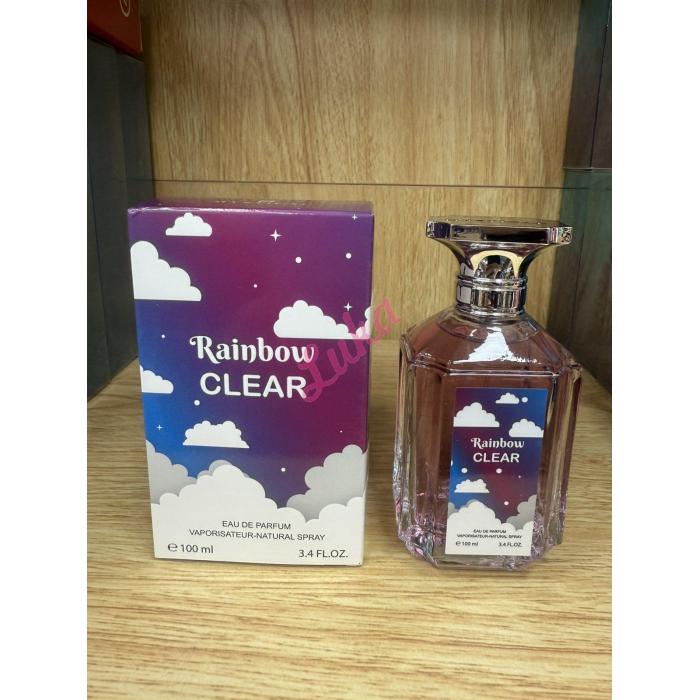 Rainbow
CLEAR
EAU DE PARFUM
VAPORISATEUR-NATURAL SPRAY
℮ 100 ml 3.4 FL.OZ.
Luka
Rainbow
CLEAR
EAU DE PARFUM
VAPORISATEUR-NATURAL SPRAY
℮ 100 ml 3.4 FL.OZ.